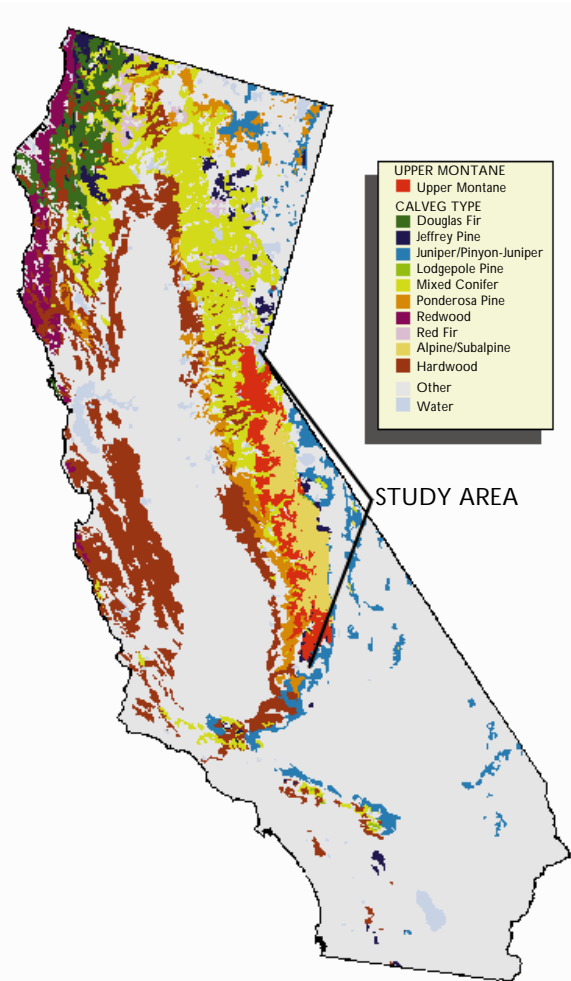 UPPER MONTANE
Upper Montane
CALVEG TYPE
Douglas Fir
Jeffrey Pine
Juniper/Pinyon-Juniper
Lodgepole Pine
Mixed Conifer
Ponderosa Pine
Redwood
Red Fir
Alpine/Subalpine
Hardwood
Other
Water
STUDY AREA